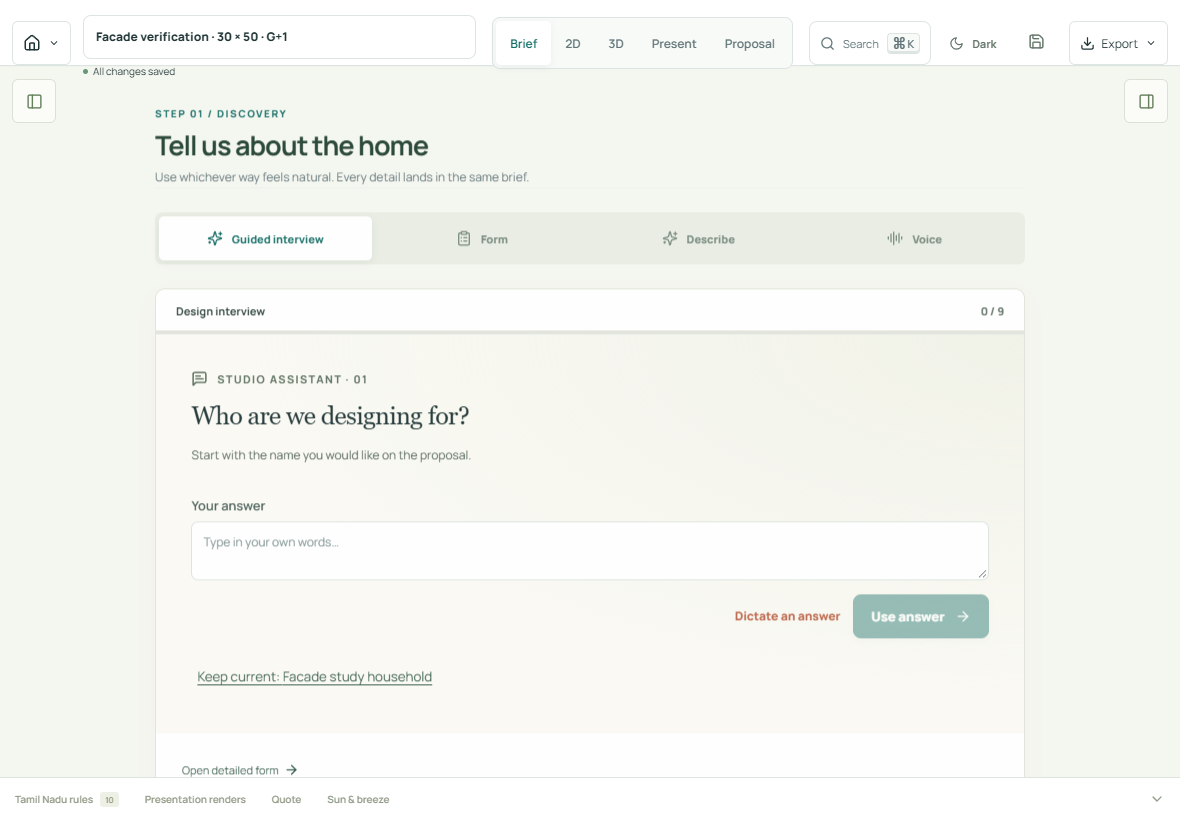 Facade verification · 30 × 50 · G+1
All changes saved
Brief
2D
3D
Present
Proposal
Search
⌘K
Dark
Export
STEP 01 / DISCOVERY
Tell us about the home
Use whichever way feels natural. Every detail lands in the same brief.
Guided interview
Form
Describe
Voice
Design interview
0 / 9
STUDIO ASSISTANT · 01
Who are we designing for?
Start with the name you would like on the proposal.
Your answer
Type in your own words...
Dictate an answer
Use answer
Keep current: Facade study household
Open detailed form
Tamil Nadu rules
10
Presentation renders
Quote
Sun & breeze